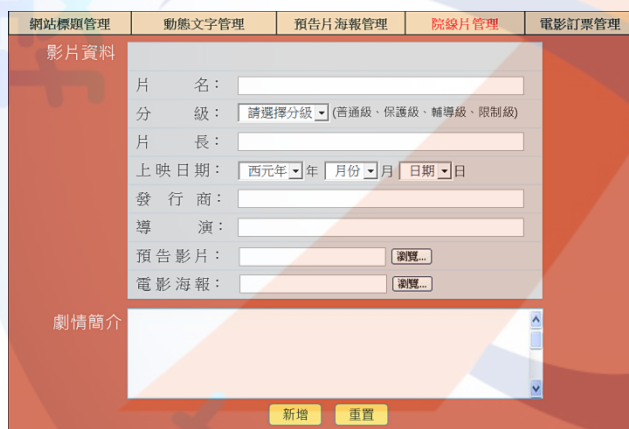 網站標題管理 動態文字管理 預告片海報管理 院線片管理 電影訂票管理
影片資料
片 名：
分 級： 請選擇分級 (普通級、保護級、輔導級、限制級)
片 長：
上映日期： 西元年 年 月份 月 日期 日
發 行 商：
導 演：
預告影片： 瀏覽...
電影海報： 瀏覽...
劇情簡介
新增 重置